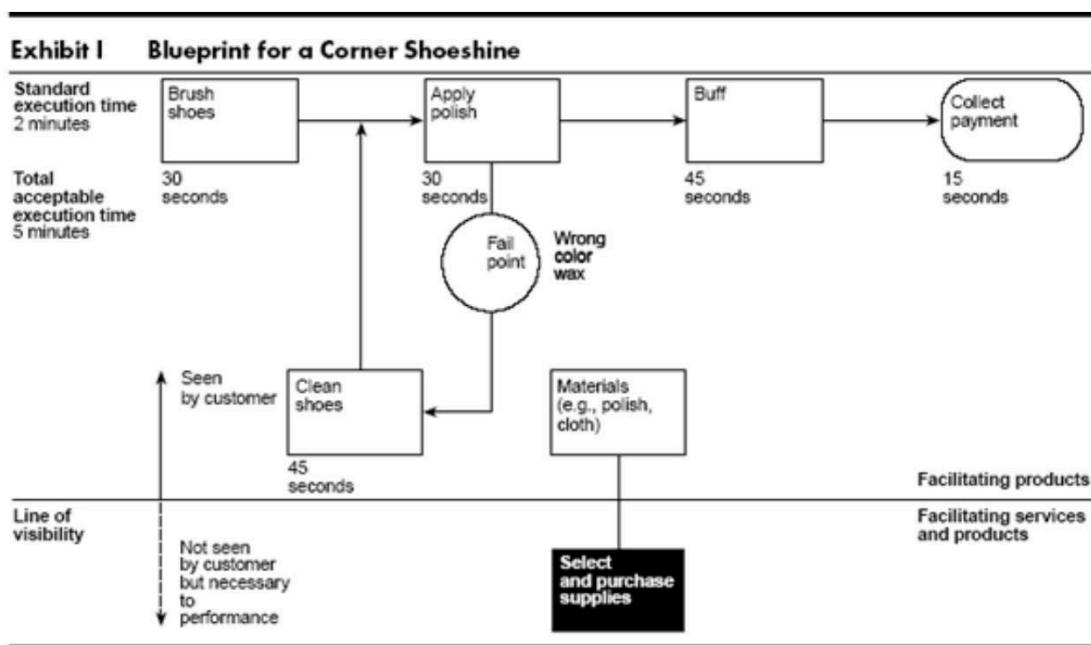 Exhibit I Blueprint for a Corner Shoeshine
Standard
execution time
2 minutes
Brush
shoes
Apply
polish
Buff
Collect
payment
Total
acceptable
execution time
5 minutes
30
seconds
30
seconds
45
seconds
15
seconds
Fail
point
Wrong
color
wax
Seen
by customer
Clean
shoes
Materials
(e.g., polish,
cloth)
45
seconds
Facilitating products
Line of
visibility
Facilitating services
and products
Not seen
by customer
but necessary
to
performance
Select
and purchase
supplies